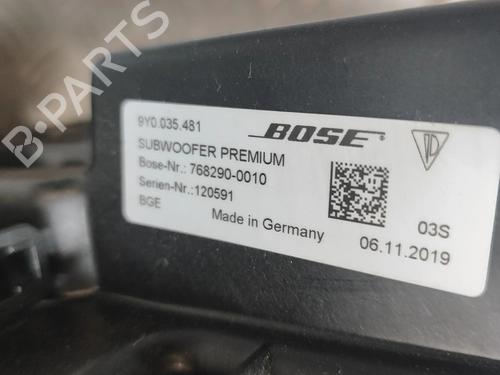 9Y0.035.481
BOSE
SUBWOOFER PREMIUM
Bose-Nr.: 768290-0010
Serien-Nr.:120591
BGE
Made in Germany
03S
06.11.2019
B-PARTS